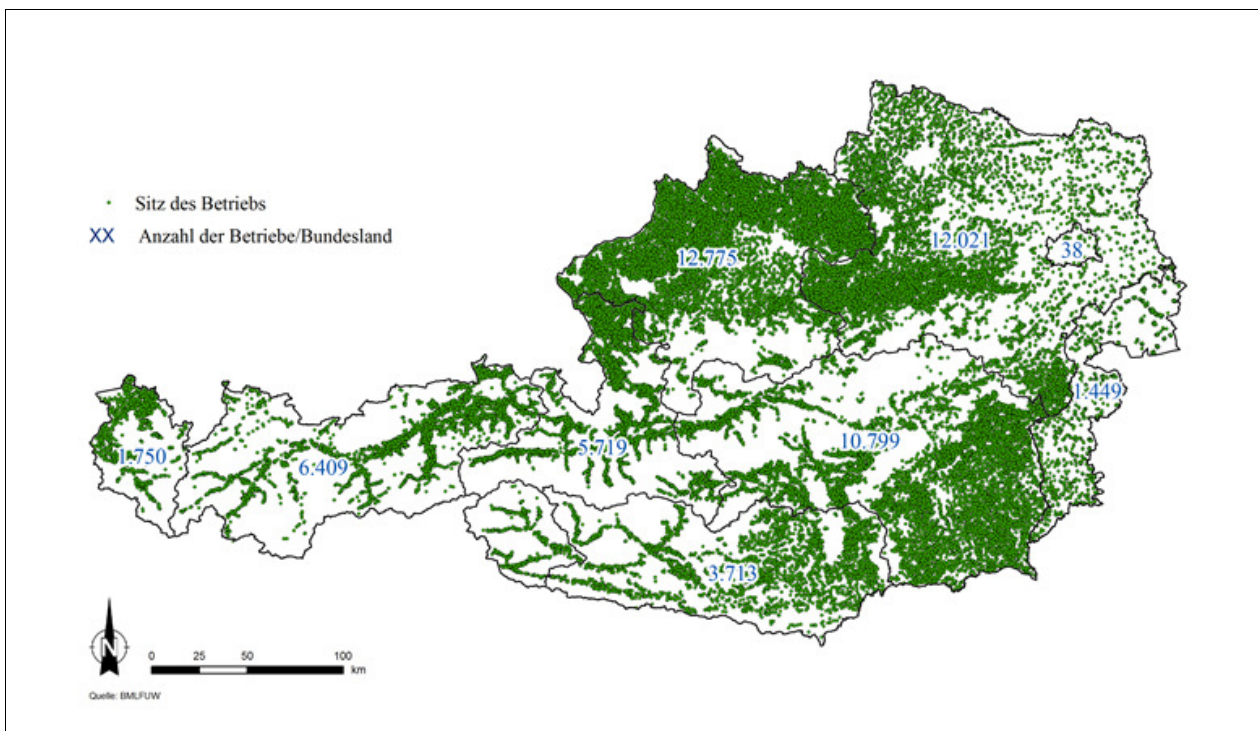 Sitz des Betriebs
XX Anzahl der Betriebe/Bundesland
12.775
12.021
38
1.449
1.750
6.409
5.719
10.799
3.713
N
0 25 50 100
km
Quelle: BMLFUW